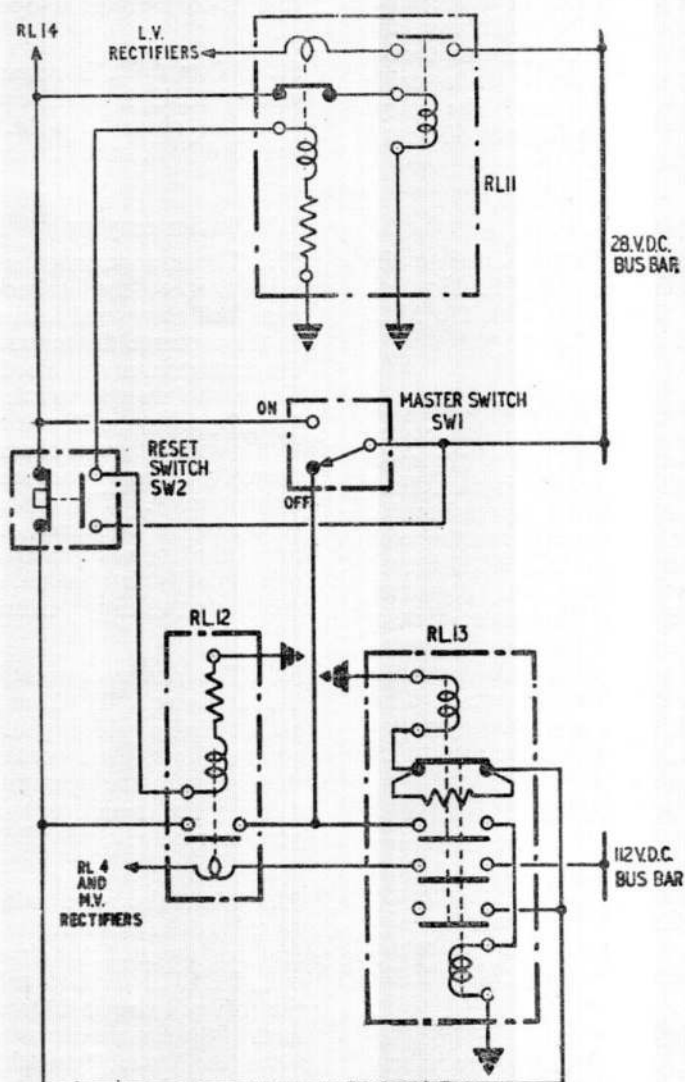 RL14
L.V.
RECTIFIERS
RL11
28.V.D.C.
BUS BAR.
ON
MASTER SWITCH
SW1
OFF
RESET
SWITCH
SW2
RL.12
RL.13
RL 4
AND
M.V.
RECTIFIERS
112 V.D.C.
BUS BAR